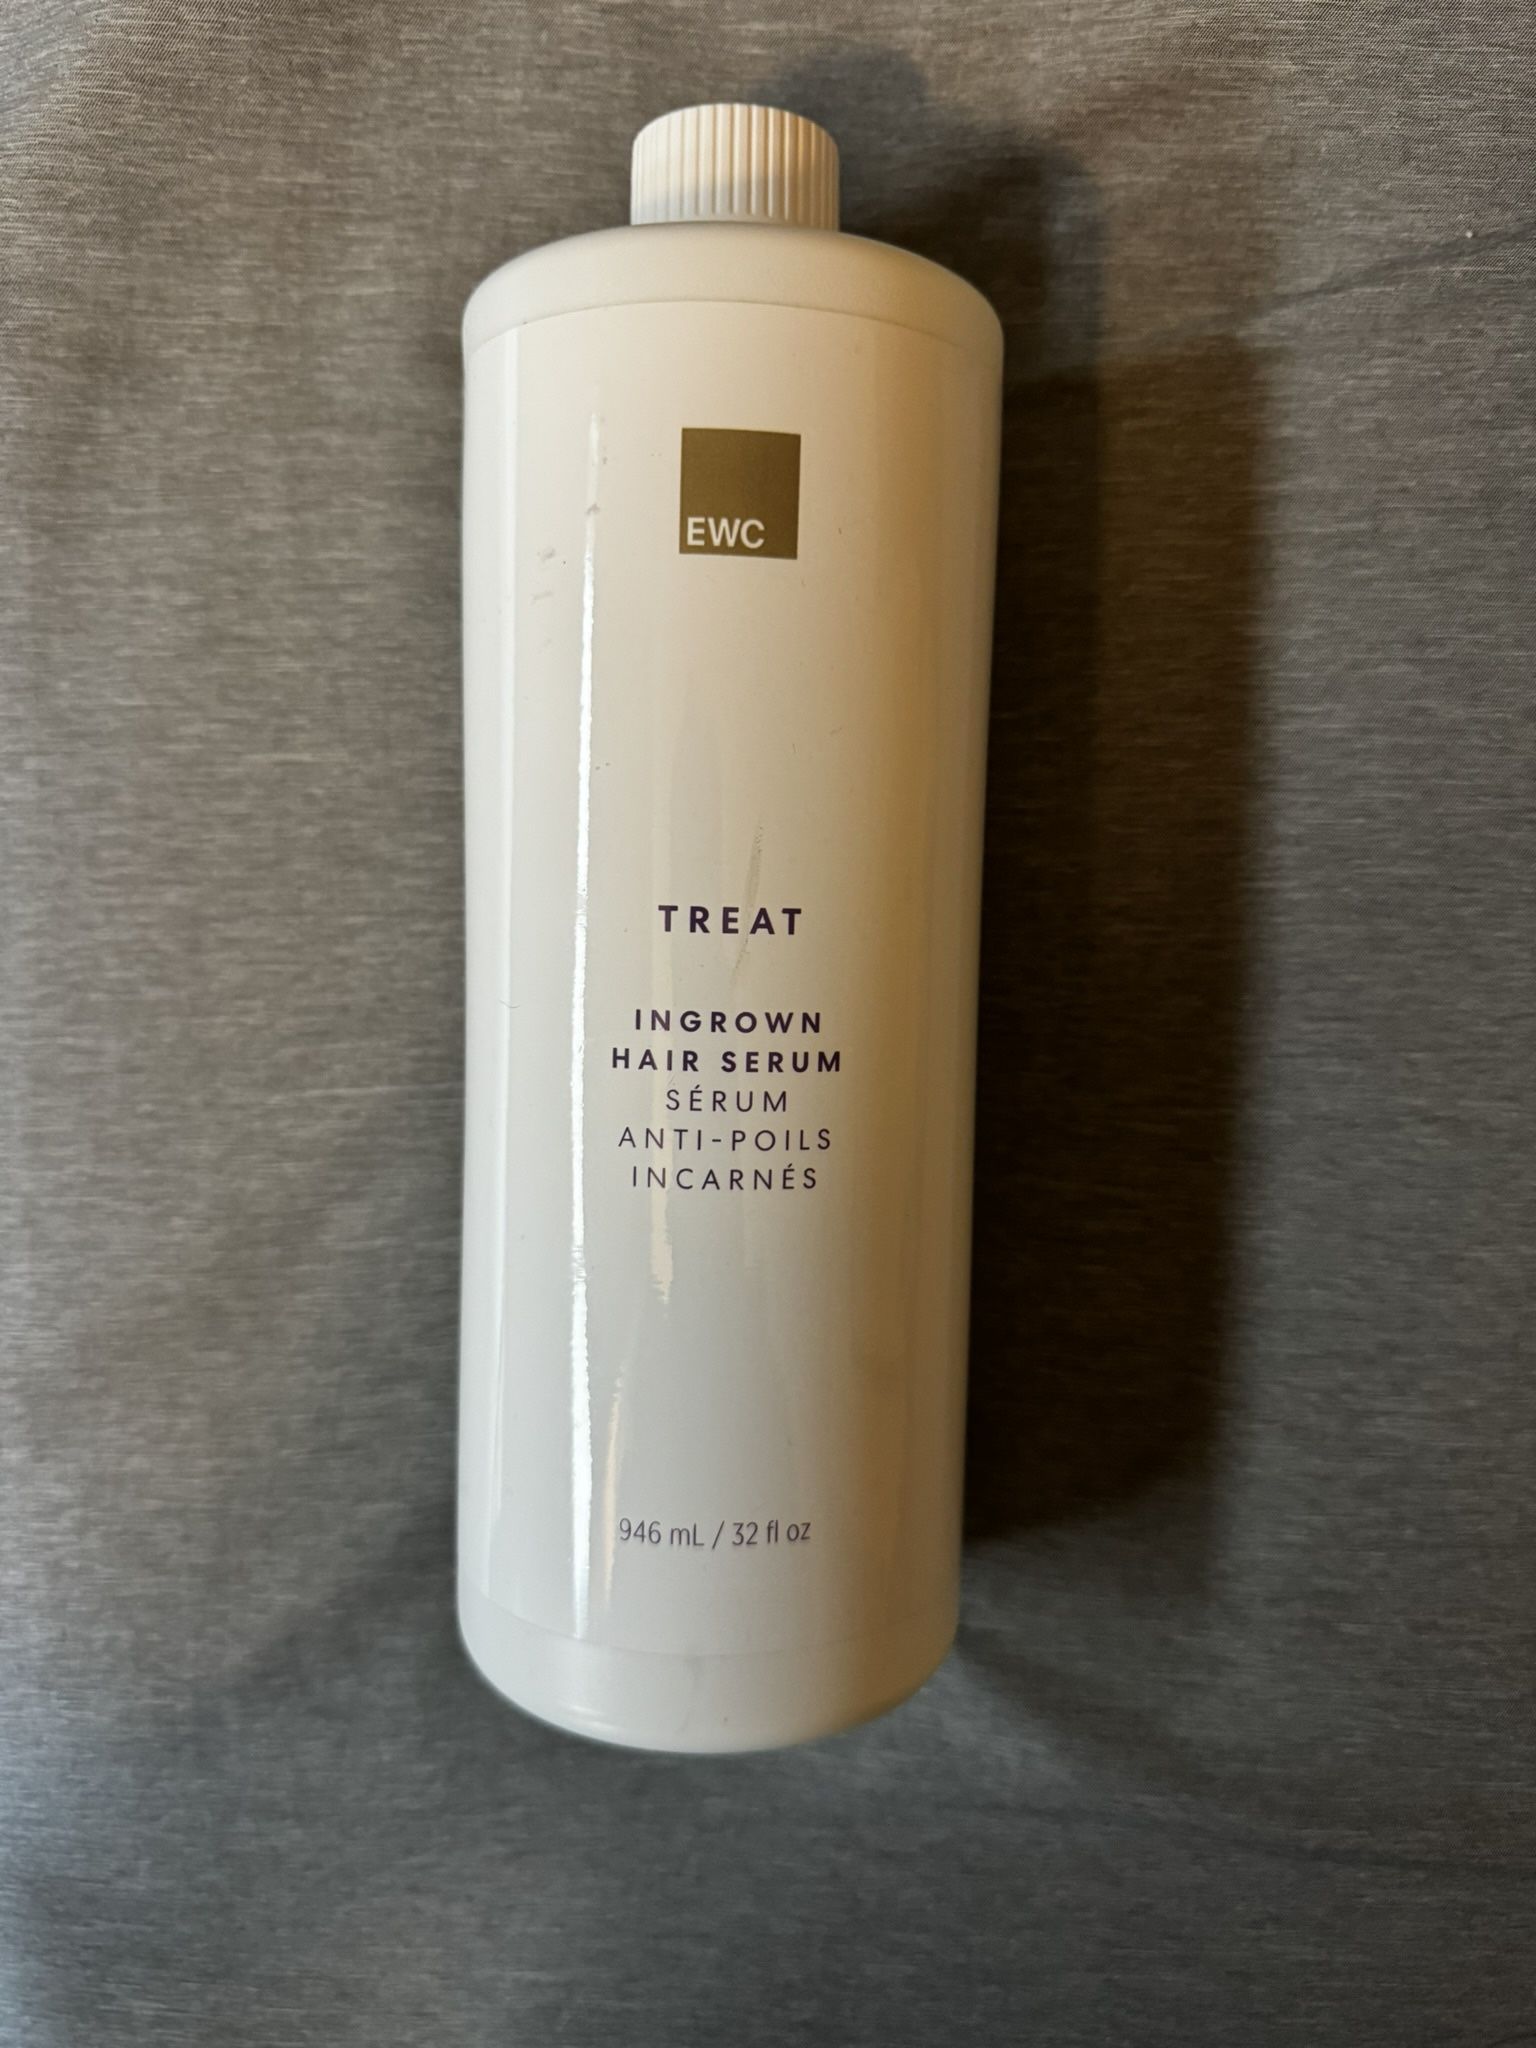 EWC
TREAT
INGROWN
HAIR SERUM
SÉRUM
ANTI-POILS
INCARNÉS
946 mL / 32 fl oz